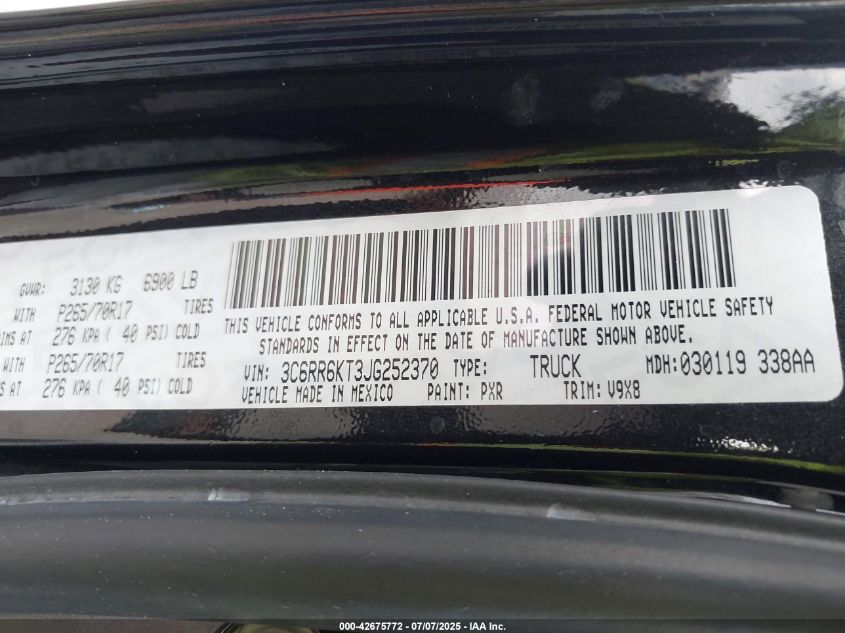 GVWR: 3130 KG 6900 LB
WITH P265/70R17 TIRES
IMS AT 276 KPA ( 40 PSI) COLD
WITH P265/70R17 TIRES
MS AT 276 KPA ( 40 PSI) COLD
THIS VEHICLE CONFORMS TO ALL APPLICABLE U.S.A. FEDERAL MOTOR VEHICLE SAFETY
STANDARDS IN EFFECT ON THE DATE OF MANUFACTURE SHOWN ABOVE.
VIN: 3C6RR6KT3JG252370 TYPE: TRUCK MDH:030119 338AA
VEHICLE MADE IN MEXICO PAINT: PXR TRIM: V9X8
000-42675772 - 07/07/2025 - IAA Inc.